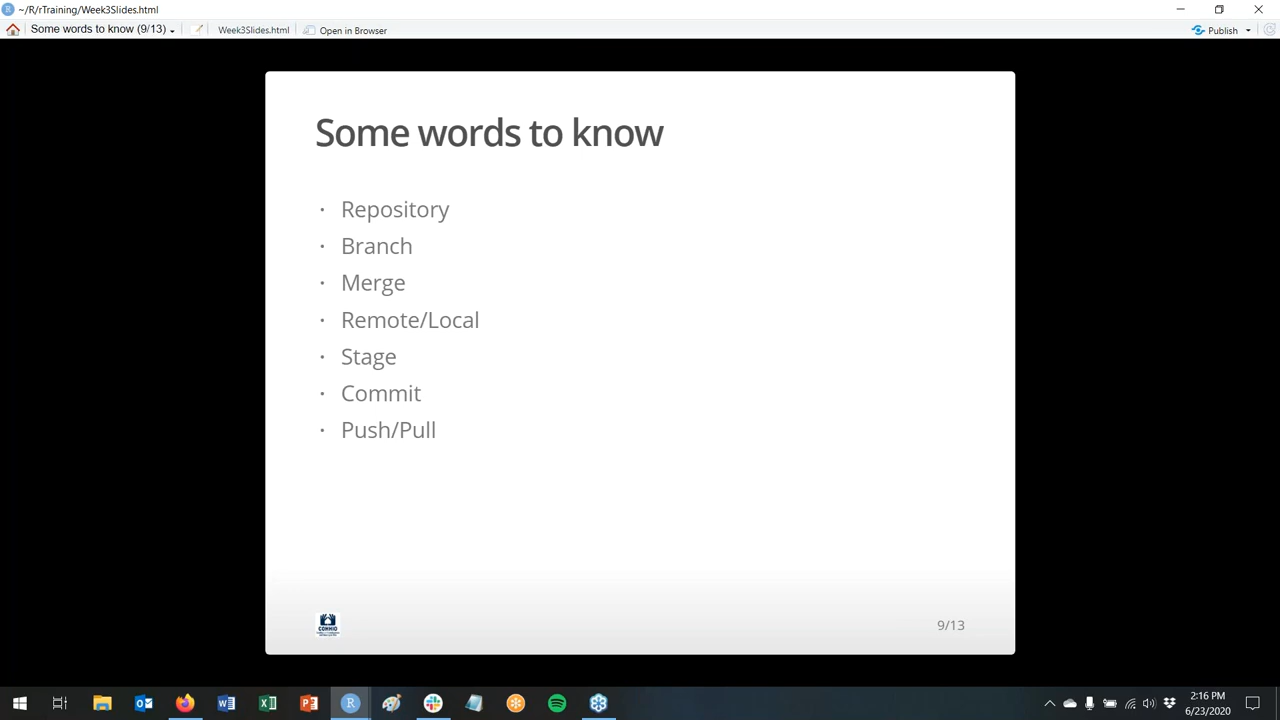 ~/R/rTraining/Week3Slides.html
Some words to know (9/13)
Week3Slides.html
Open in Browser
Publish
Some words to know
· Repository
· Branch
· Merge
· Remote/Local
· Stage
· Commit
· Push/Pull
9/13
2:16 PM
6/23/2020